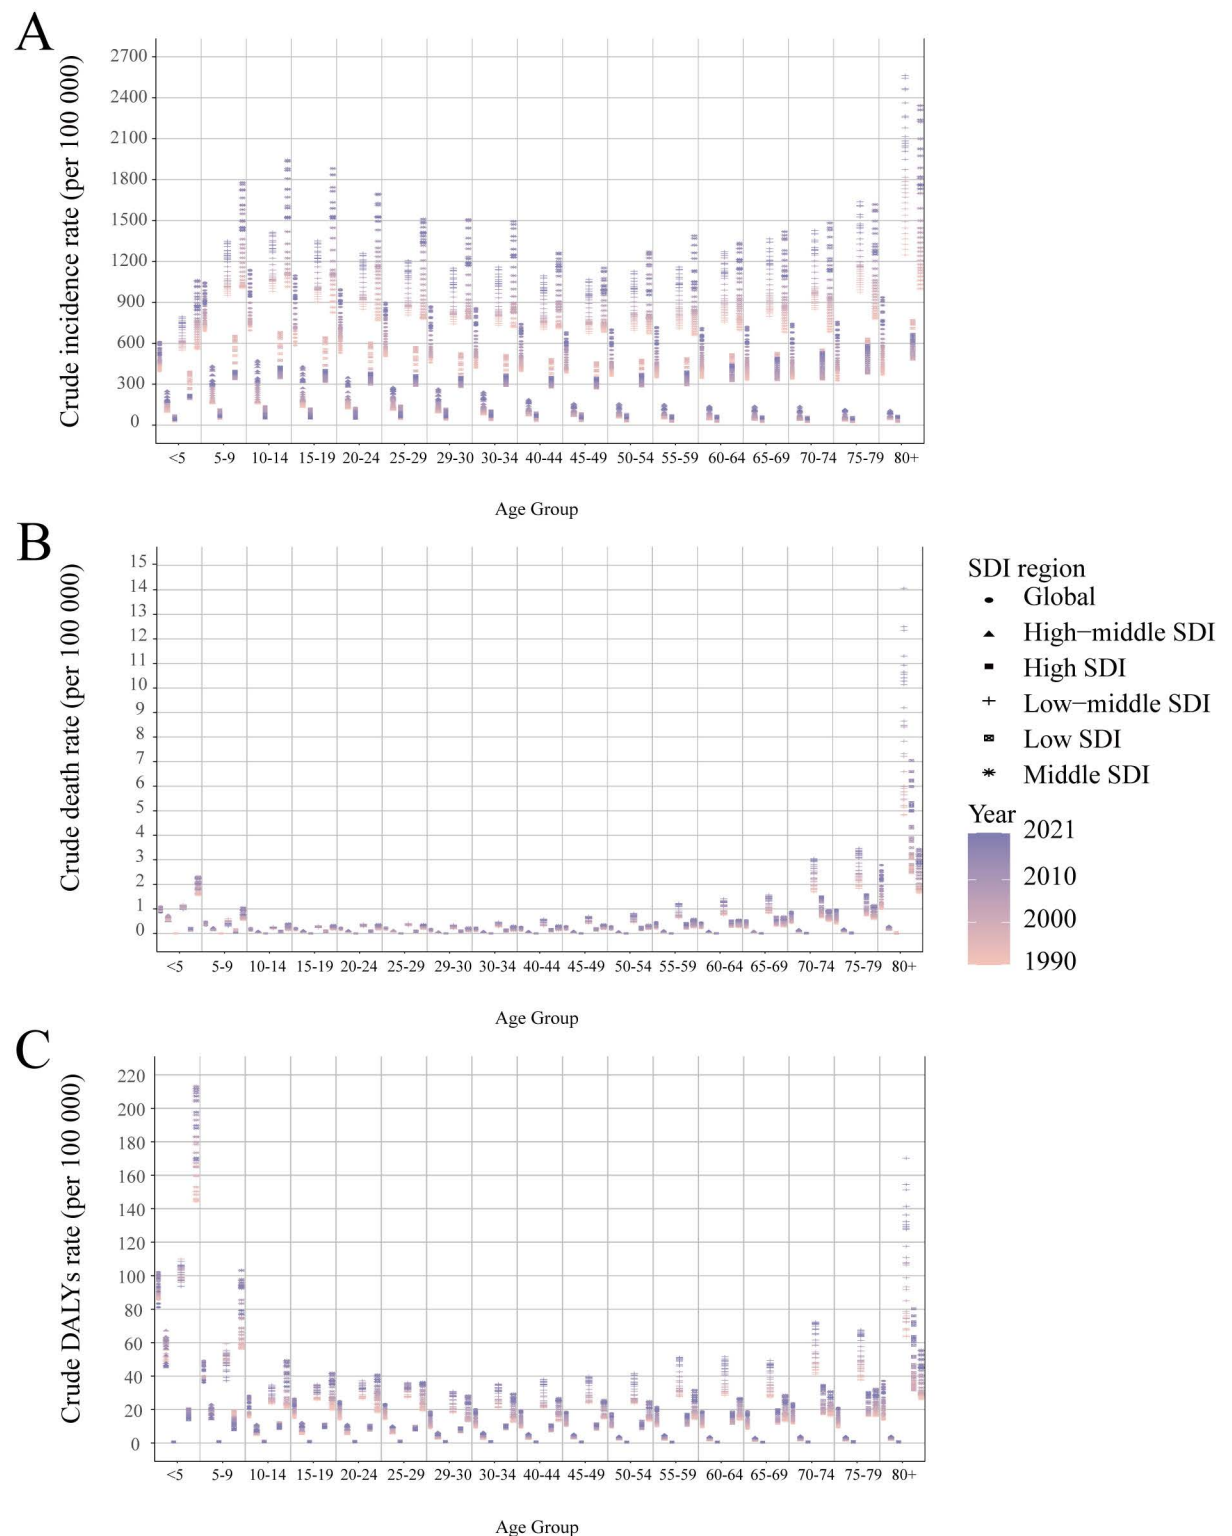 A
Crude incidence rate (per 100 000)
2700
2400
2100
1800
1500
1200
900
600
300
0
<5 5-9 10-14 15-19 20-24 25-29 29-30 30-34 40-44 45-49 50-54 55-59 60-64 65-69 70-74 75-79 80+
Age Group
B
Crude death rate (per 100 000)
15
14
13
12
11
10
9
8
7
6
5
4
3
2
1
0
<5 5-9 10-14 15-19 20-24 25-29 29-30 30-34 40-44 45-49 50-54 55-59 60-64 65-69 70-74 75-79 80+
Age Group
SDI region
Global
High−middle SDI
High SDI
Low−middle SDI
Low SDI
Middle SDI
Year
2021
2010
2000
1990
C
Crude DALYs rate (per 100 000)
220
200
180
160
140
120
100
80
60
40
20
0
<5 5-9 10-14 15-19 20-24 25-29 29-30 30-34 40-44 45-49 50-54 55-59 60-64 65-69 70-74 75-79 80+
Age Group